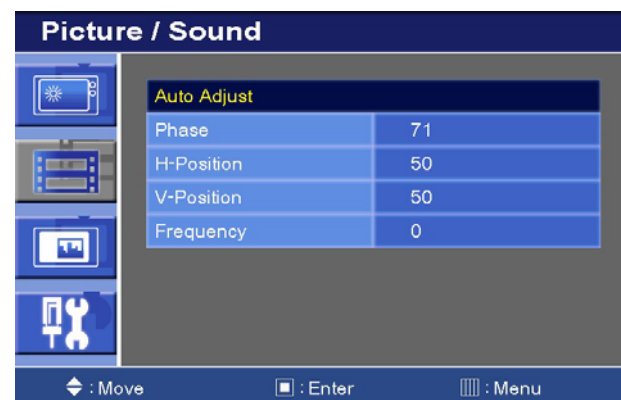 Picture / Sound
Auto Adjust
Phase 71
H-Position 50
V-Position 50
Frequency 0
: Move : Enter : Menu